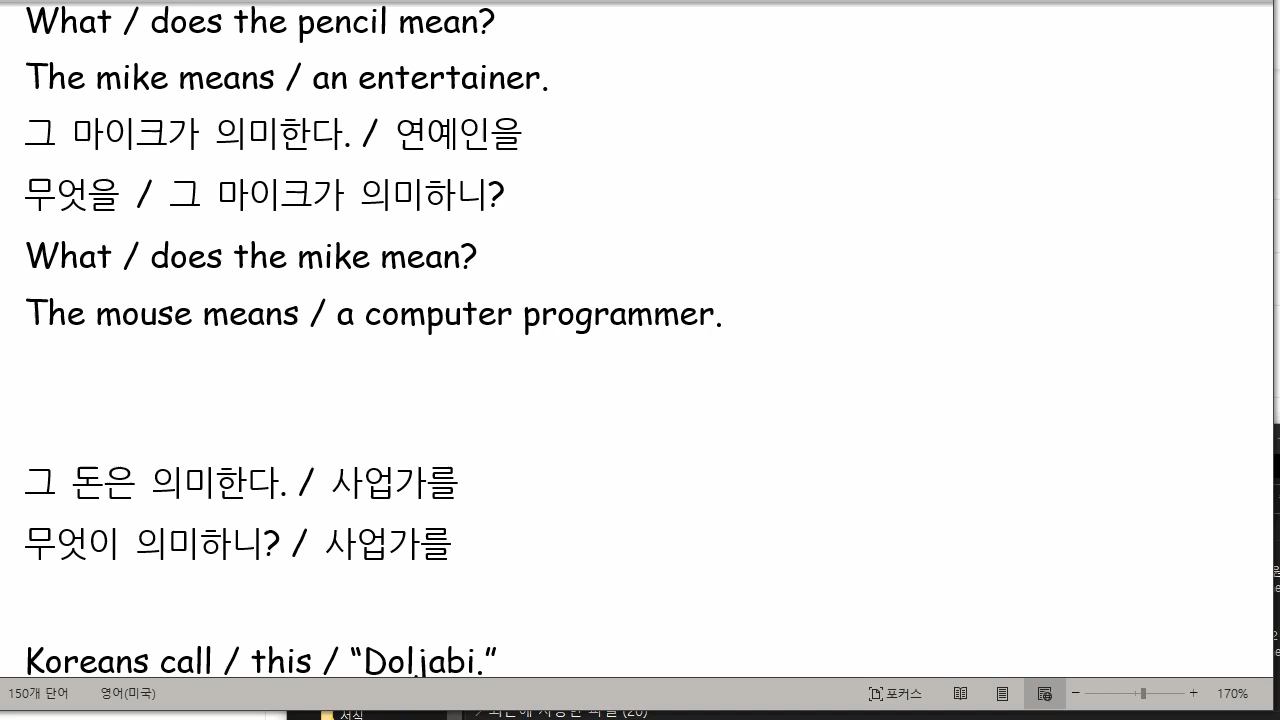 What / does the pencil mean?
The mike means / an entertainer.
그 마이크가 의미한다. / 연예인을
무엇을 / 그 마이크가 의미하니?
What / does the mike mean?
The mouse means / a computer programmer.
그 돈은 의미한다. / 사업가를
무엇이 의미하니? / 사업가를
Koreans call / this / “Doljabi.”
150개 단어 영어(미국) 포커스 170%
서식